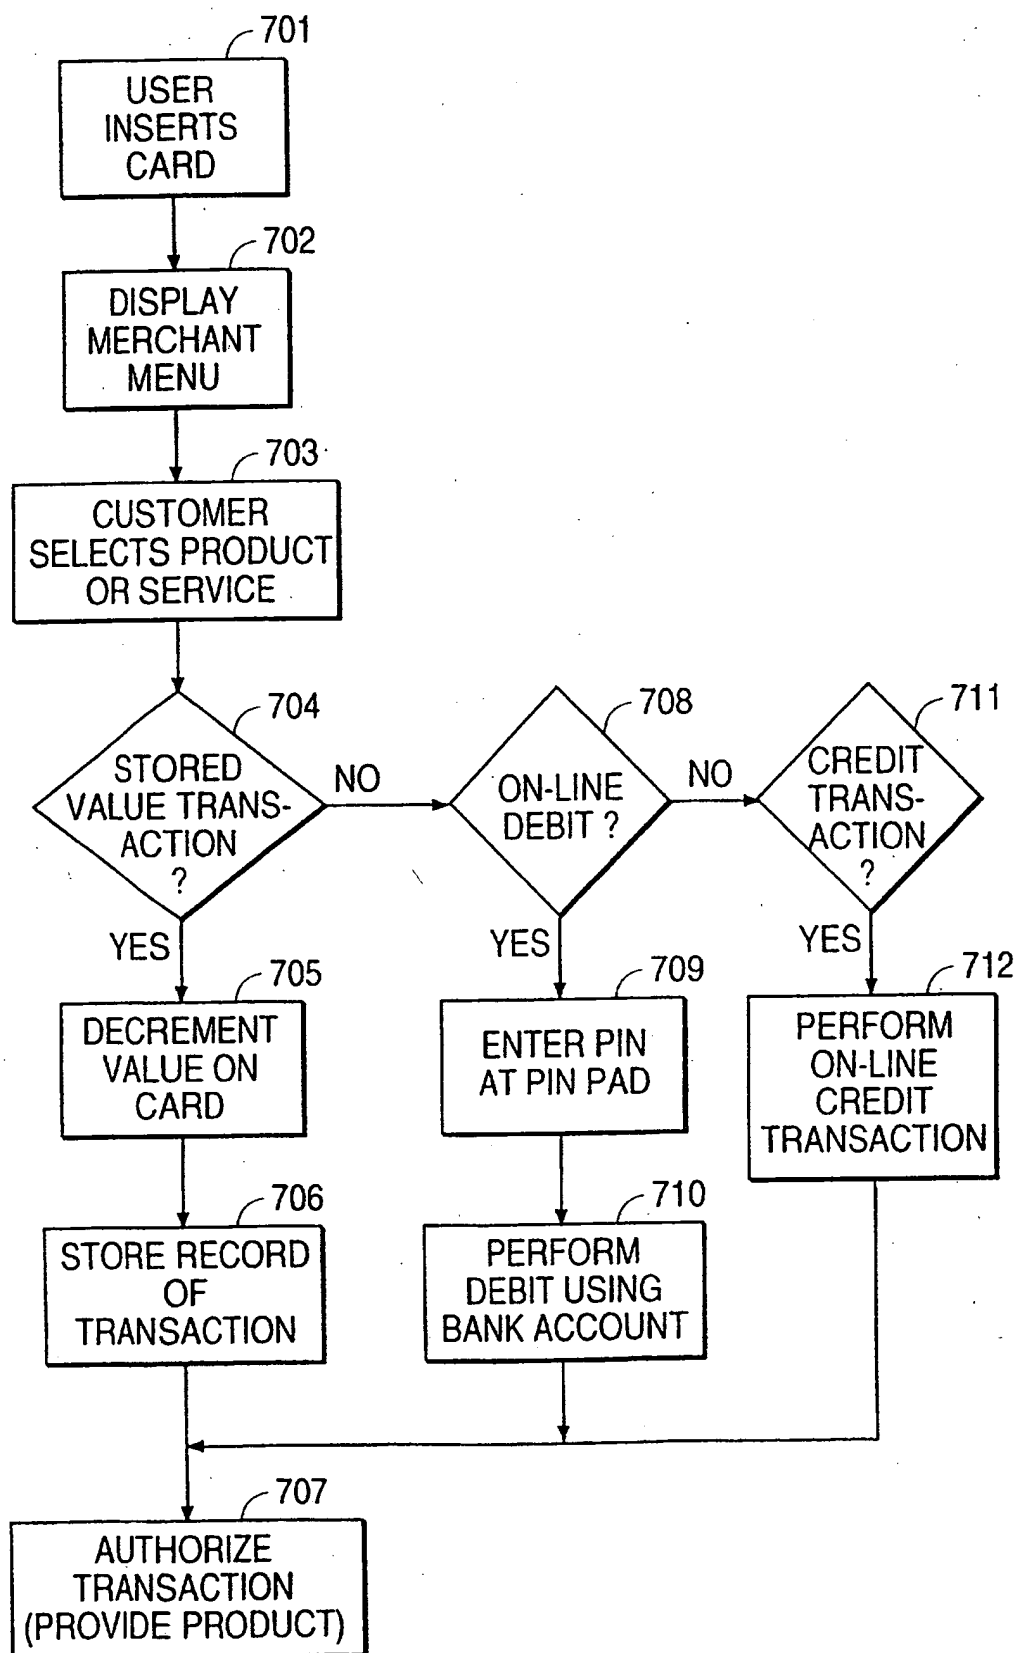 701
USER
INSERTS
CARD
702
DISPLAY
MERCHANT
MENU
703
CUSTOMER
SELECTS PRODUCT
OR SERVICE
704
STORED
VALUE TRANS-
ACTION
?
NO
YES
708
ON-LINE
DEBIT ?
NO
YES
711
CREDIT
TRANS-
ACTION
?
YES
705
DECREMENT
VALUE ON
CARD
709
ENTER PIN
AT PIN PAD
712
PERFORM
ON-LINE
CREDIT
TRANSACTION
706
STORE RECORD
OF
TRANSACTION
710
PERFORM
DEBIT USING
BANK ACCOUNT
707
AUTHORIZE
TRANSACTION
(PROVIDE PRODUCT)